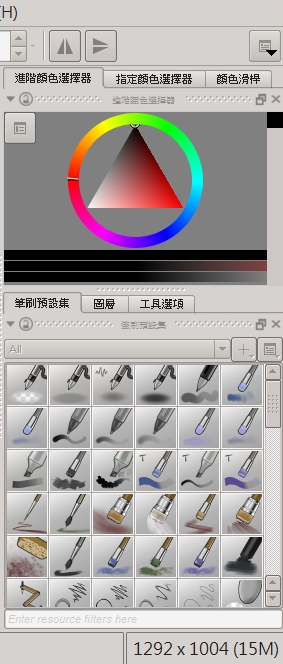 (H)
進階顏色選擇器 指定顏色選擇器 顏色滑桿
進階顏色選擇器
筆刷預設集 圖層 工具選項
筆刷預設集
All
T T T
Enter resource filters here
1292 x 1004 (15M)